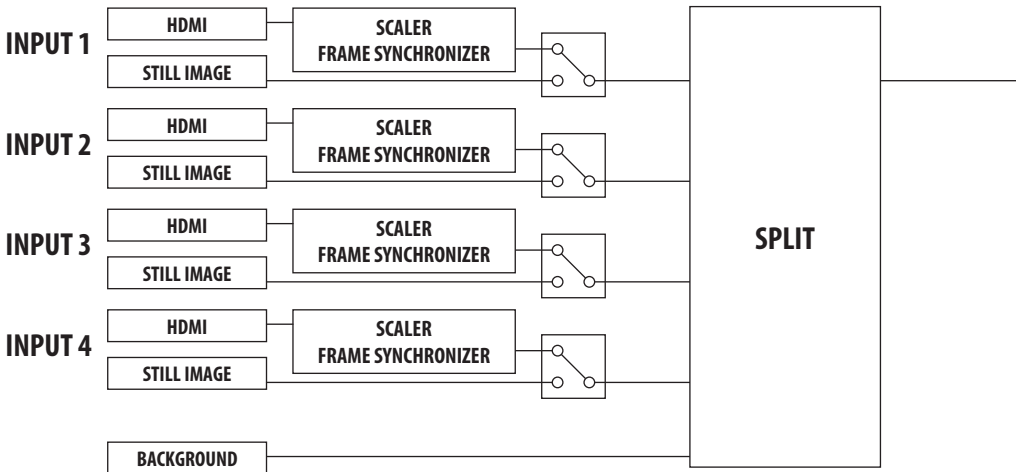 INPUT 1
HDMI
SCALER
FRAME SYNCHRONIZER
STILL IMAGE
INPUT 2
HDMI
SCALER
FRAME SYNCHRONIZER
STILL IMAGE
INPUT 3
HDMI
SCALER
FRAME SYNCHRONIZER
STILL IMAGE
INPUT 4
HDMI
SCALER
FRAME SYNCHRONIZER
STILL IMAGE
BACKGROUND
SPLIT